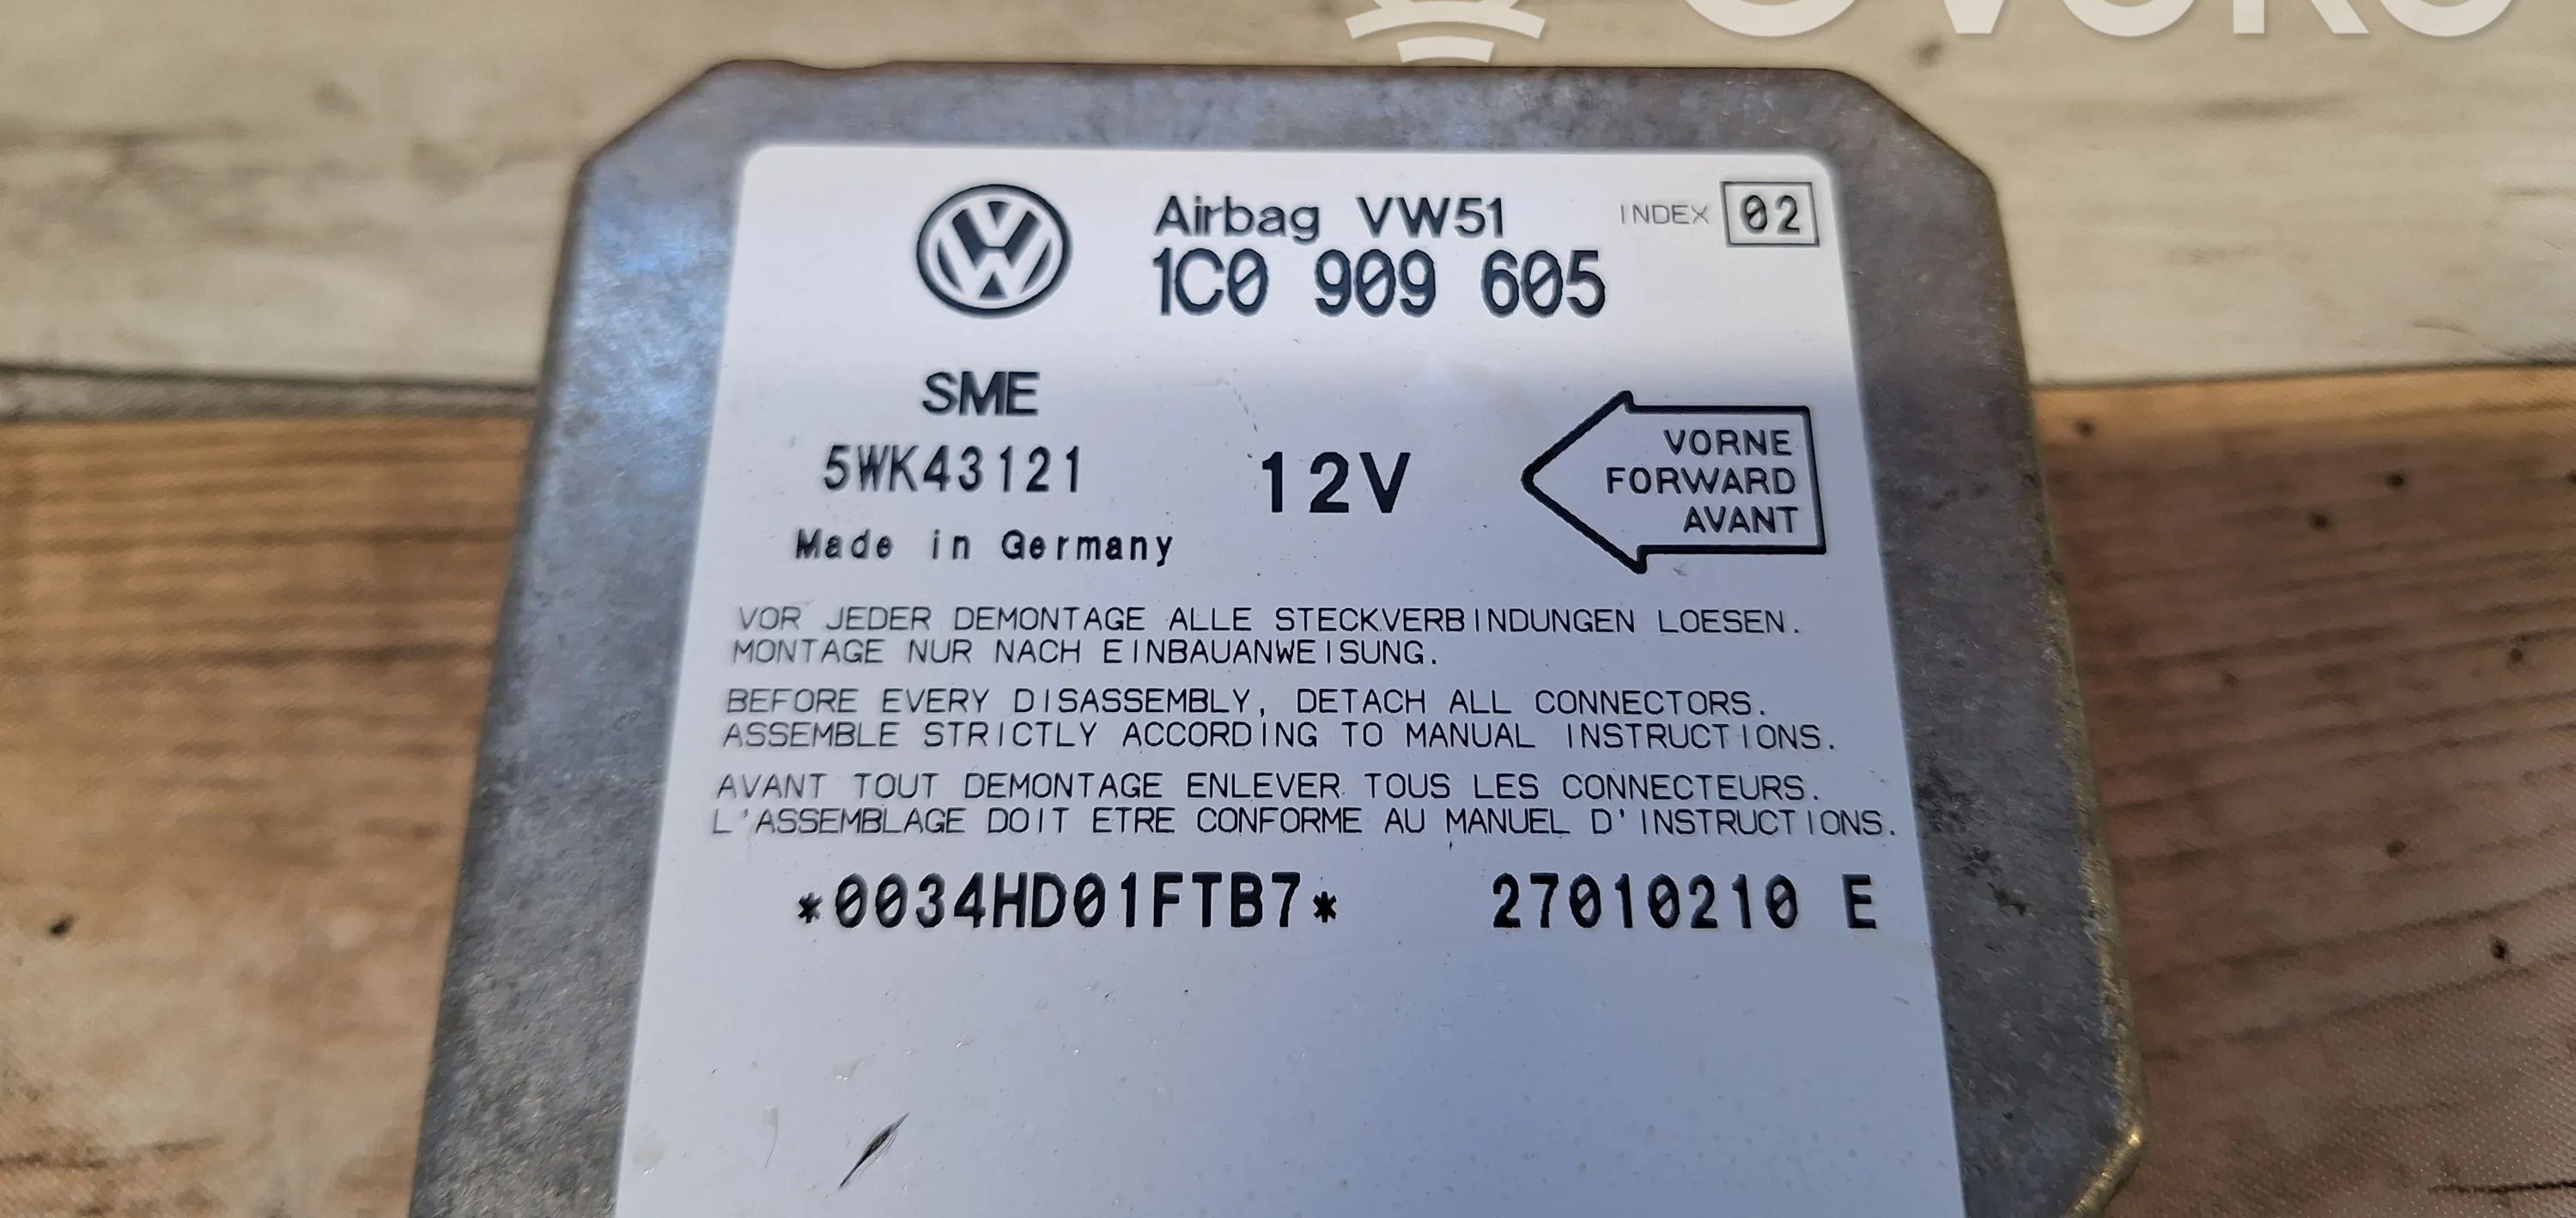 Airbag VW51
INDEX 02
1C0 909 605
SME
5WK43121
12V
Made in Germany
VORNE
FORWARD
AVANT
VOR JEDER DEMONTAGE ALLE STECKVERBINDUNGEN LOESEN.
MONTAGE NUR NACH EINBAUANWEISUNG.
BEFORE EVERY DISASSEMBLY, DETACH ALL CONNECTORS.
ASSEMBLE STRICTLY ACCORDING TO MANUAL INSTRUCTIONS.
AVANT TOUT DEMONTAGE ENLEVER TOUS LES CONNECTEURS.
L'ASSEMBLAGE DOIT ETRE CONFORME AU MANUEL D'INSTRUCTIONS.
*0034HD01FTB7* 27010210 E